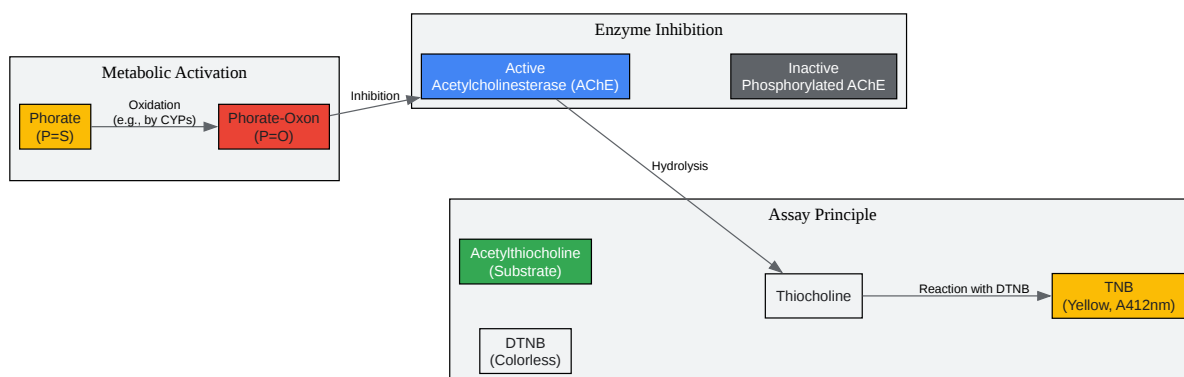 Enzyme Inhibition
Active
Acetylcholinesterase (AChE)
Inactive
Phosphorylated AChE
Metabolic Activation
Phorate
(P=S)
Oxidation
(e.g., by CYPs)
Phorate-Oxon
(P=O)
Inhibition
Hydrolysis
Assay Principle
Acetylthiocholine
(Substrate)
Thiocholine
Reaction with DTNB
TNB
(Yellow, A412nm)
DTNB
(Colorless)